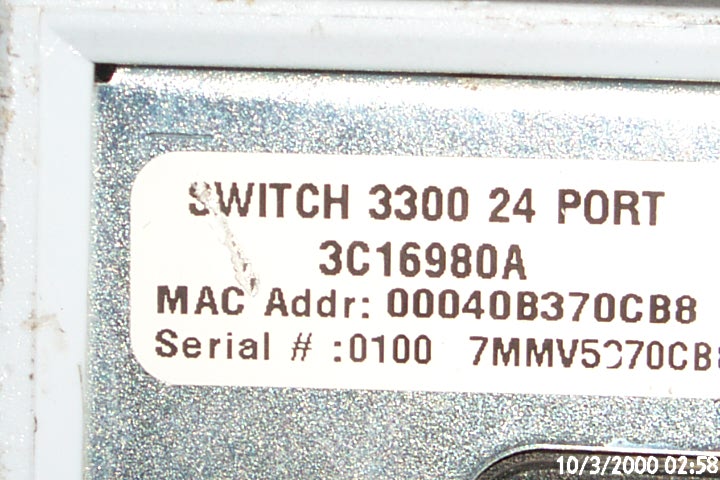 SWITCH 3300 24 PORT
3C16980A
MAC Addr: 00040B370CB8
Serial # :0100
10/3/2000 02:58